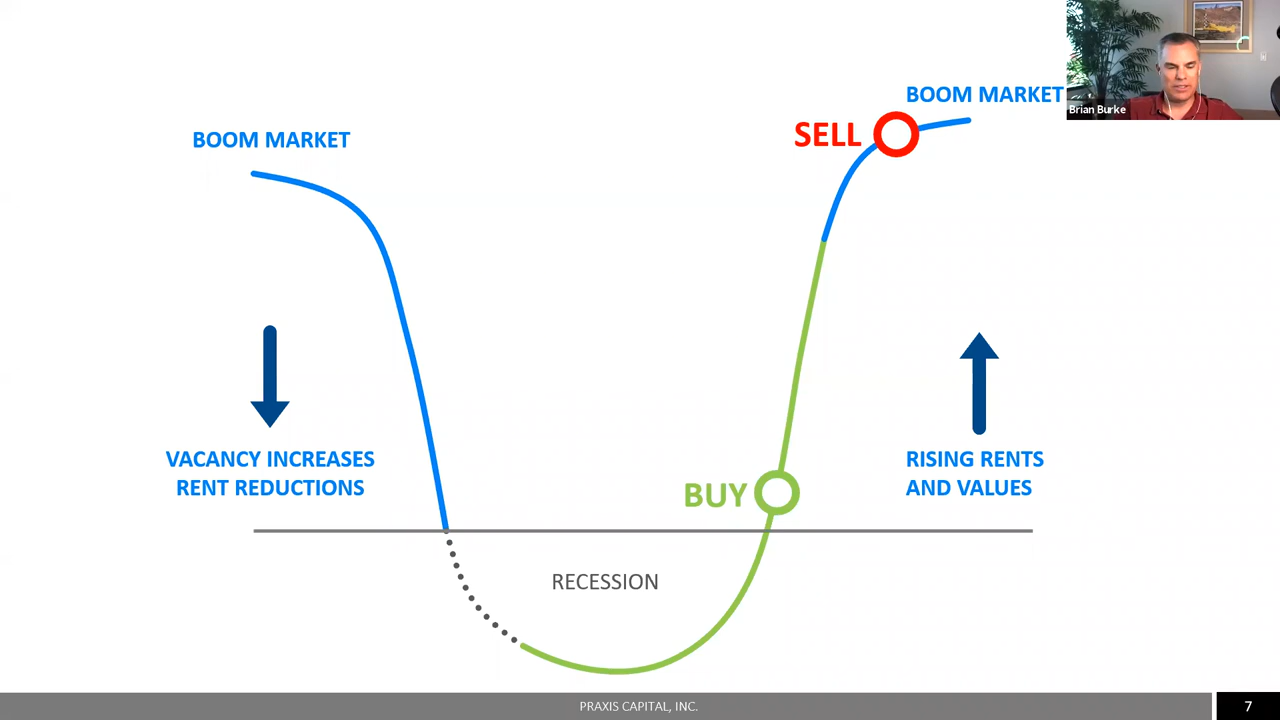 BOOM MARKET
Brian Burke
SELL
BOOM MARKET
VACANCY INCREASES
RENT REDUCTIONS
RISING RENTS
AND VALUES
BUY
RECESSION
PRAXIS CAPITAL, INC.
7